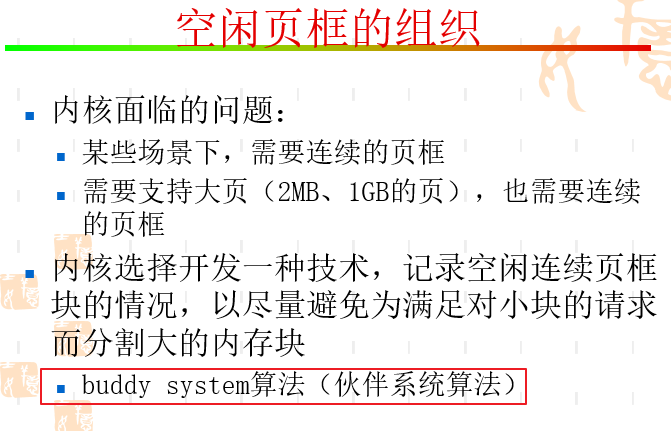 空闲页框的组织
内核面临的问题：
某些场景下，需要连续的页框
需要支持大页（2MB、1GB的页），也需要连续
的页框
内核选择开发一种技术，记录空闲连续页框
块的情况，以尽量避免为满足对小块的请求
而分割大的内存块
buddy system算法（伙伴系统算法）